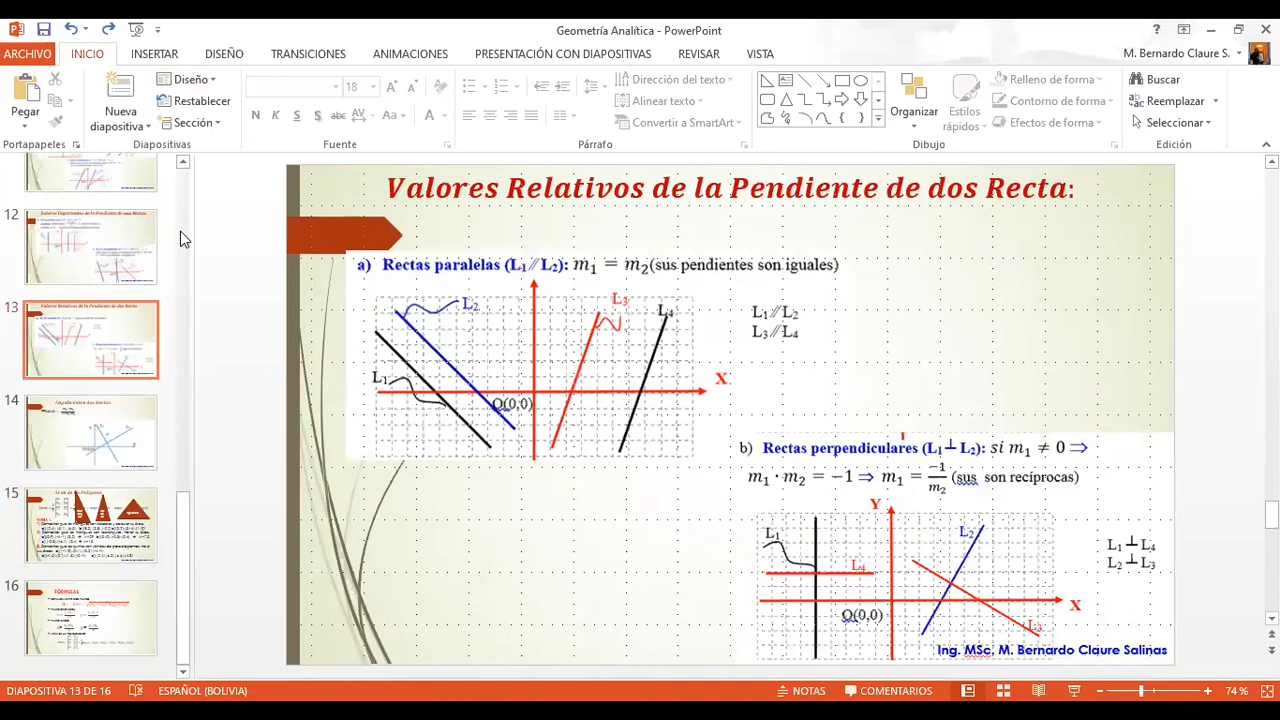 Geometría Analítica - PowerPoint
ARCHIVO INICIO INSERTAR DISEÑO TRANSICIONES ANIMACIONES PRESENTACIÓN CON DIAPOSITIVAS REVISAR VISTA
M. Bernardo Claure S.
Pegar
Nueva diapositiva
Diseño
Restablecer
Sección
18
N K S S abc AV Aa A
Dirección del texto
Alinear texto
Convertir a SmartArt
Organizar
Estilos rápidos
Relleno de forma
Contorno de forma
Efectos de forma
Buscar
Reemplazar
Seleccionar
Portapapeles Diapositivas Fuente Párrafo Dibujo Edición
12
13
14
15
16
FÓRMULAS
Valores Relativos de la Pendiente de dos Recta:
a) Rectas paralelas (L₁//L₂): m₁ = m₂(sus pendientes son iguales)
L₂
L₃
L₄
L₁
X
O(0,0)
L₁//L₂
L₃//L₄
b) Rectas perpendiculares (L₁⊥L₂): si m₁ ≠ 0 ⇒
m₁ · m₂ = −1 ⇒ m₁ = −1/m₂ (sus son reciprocas)
Y
L₁
L₂
L₄
X
O(0,0)
L₃
L₁ ⊥ L₄
L₂ ⊥ L₃
Ing. MSc. M. Bernardo Claure Salinas
DIAPOSITIVA 13 DE 16 ESPAÑOL (BOLIVIA) NOTAS COMENTARIOS 74 %